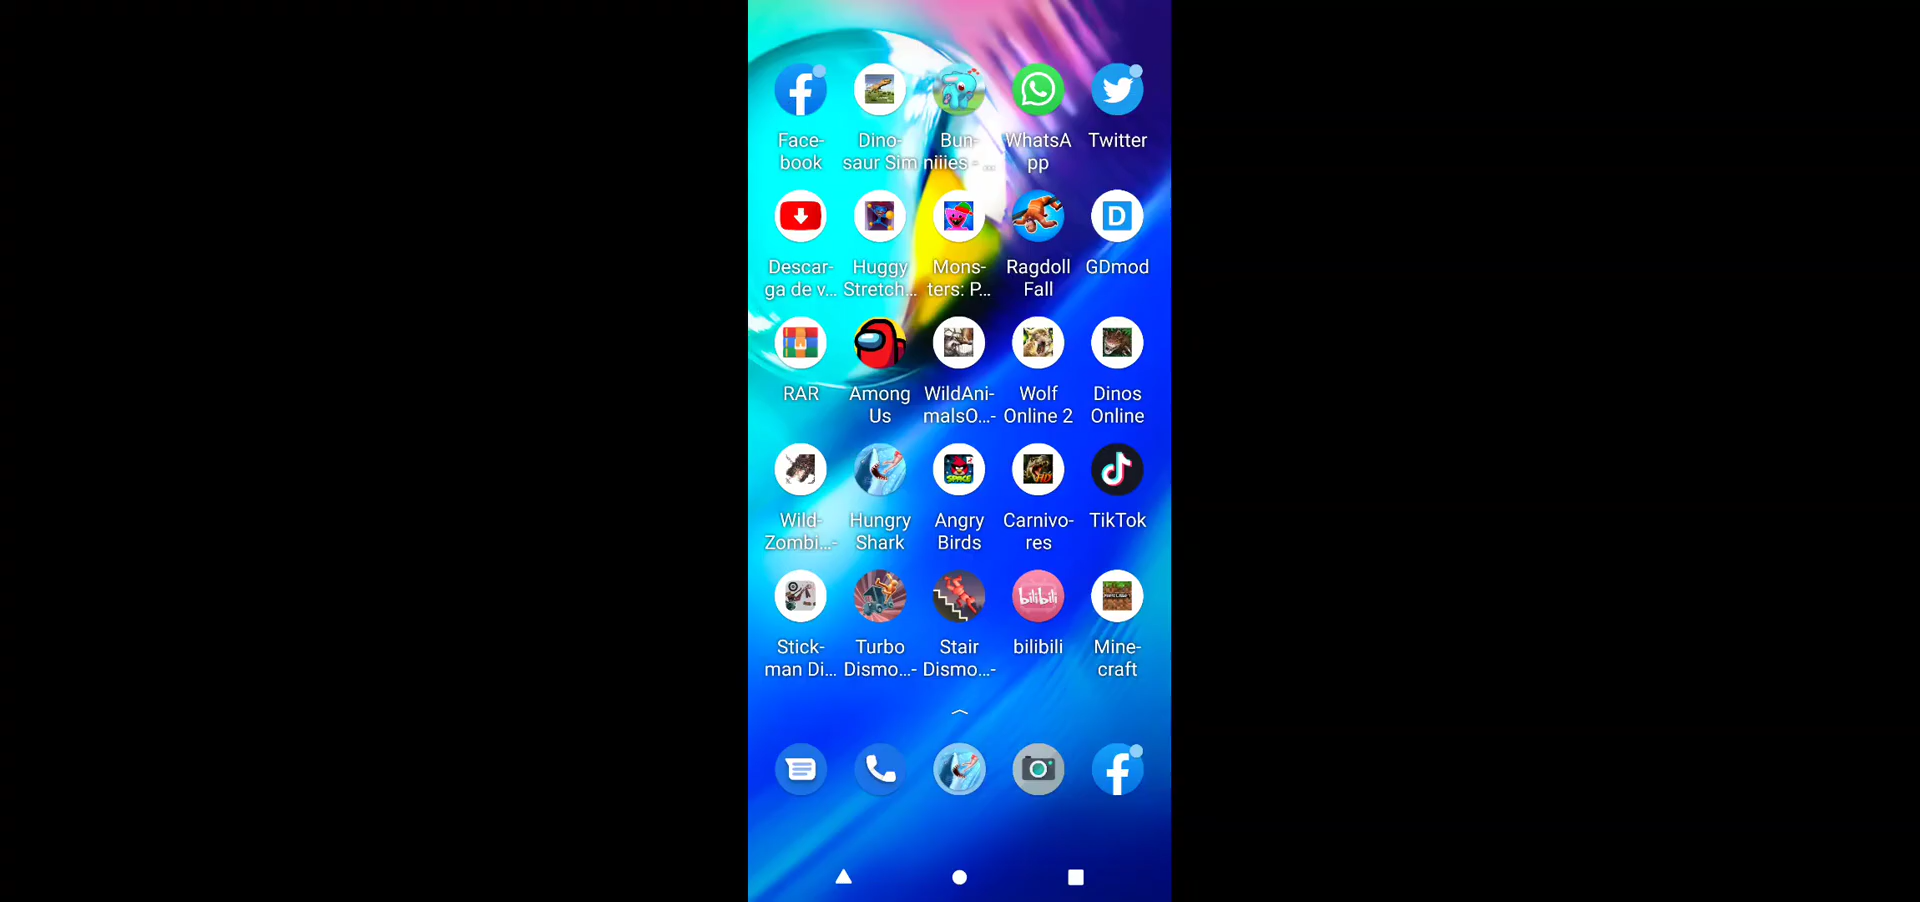 Face-
book
Dino-
saur Sim
Bun-
niiies - ...
WhatsA
pp
Twitter
Descar-
ga de v...
Huggy
Stretch...
Mons-
ters: P...
Ragdoll
Fall
D
GDmod
RAR
Among
Us
WildAni-
malsO...-
Wolf
Online 2
Dinos
Online
Wild-
Zombi...-
Hungry
Shark
SPACE
Angry
Birds
Carnivo-
res
TikTok
Stick-
man Di...
Turbo
Dismo...-
Stair
Dismo...-
bilibili
bilibili
Mine-
craft